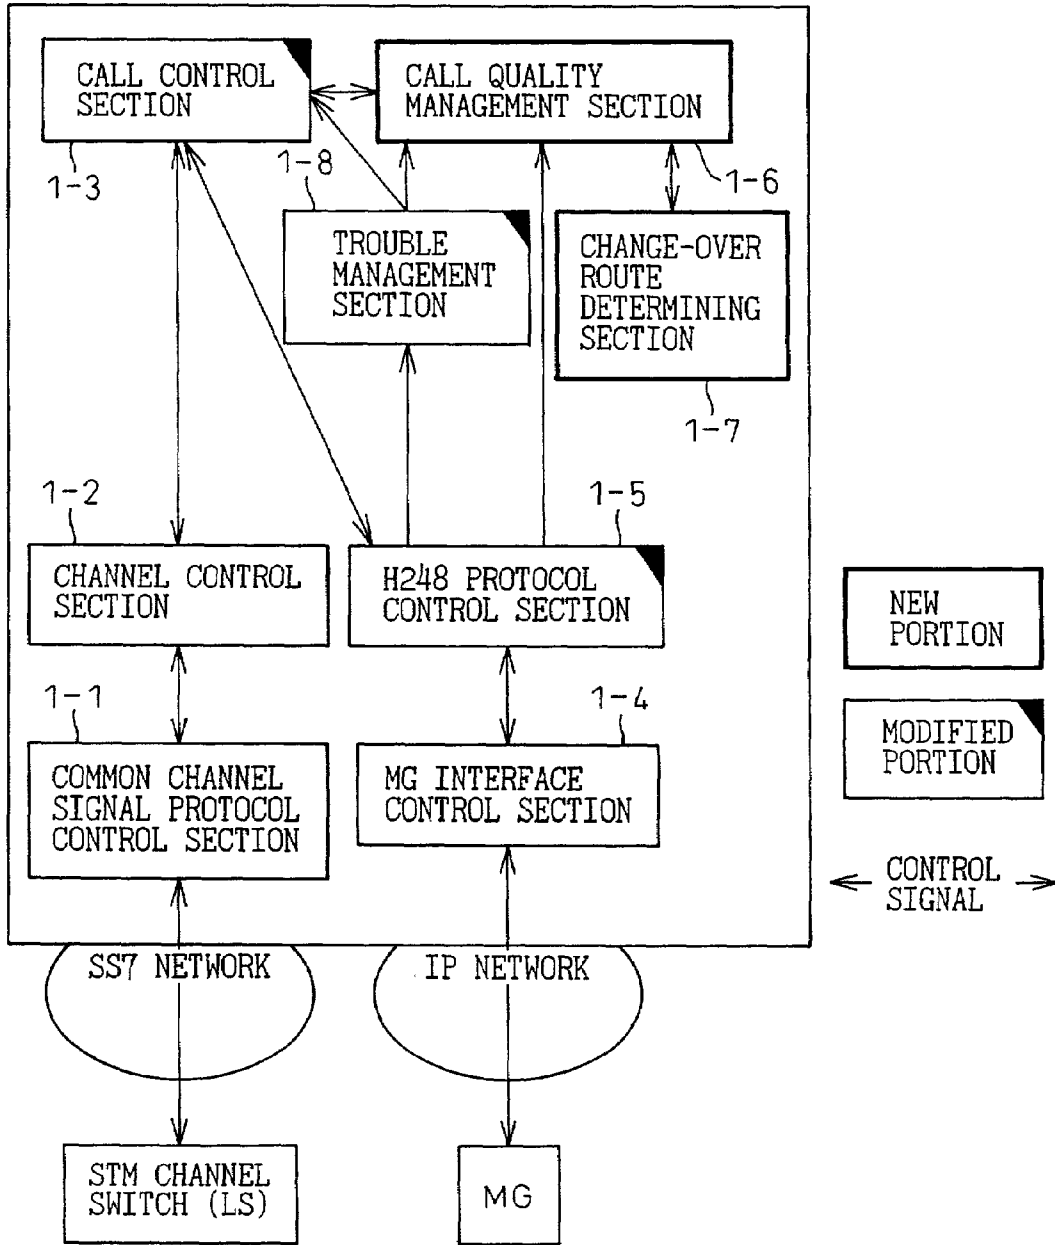 CALL CONTROL
SECTION
CALL QUALITY
MANAGEMENT SECTION
1-3
1-8
1-6
TROUBLE
MANAGEMENT
SECTION
CHANGE-OVER
ROUTE
DETERMINING
SECTION
1-7
1-2
1-5
CHANNEL CONTROL
SECTION
H248 PROTOCOL
CONTROL SECTION
NEW
PORTION
1-1
1-4
MODIFIED
PORTION
COMMON CHANNEL
SIGNAL PROTOCOL
CONTROL SECTION
MG INTERFACE
CONTROL SECTION
CONTROL
SIGNAL
SS7 NETWORK
IP NETWORK
STM CHANNEL
SWITCH (LS)
MG